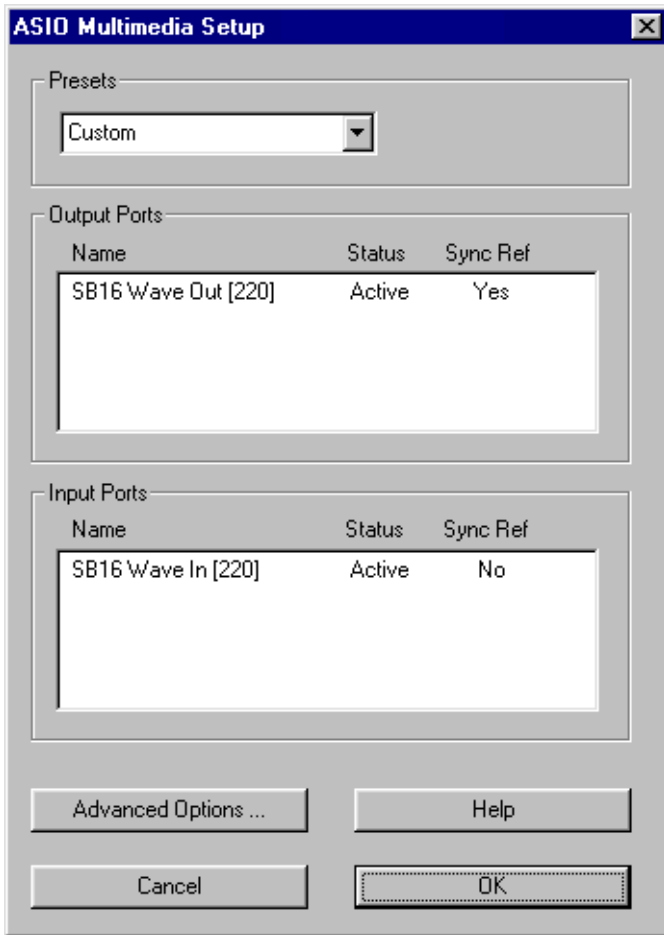 ASIO Multimedia Setup
Presets
Custom
Output Ports
Name Status Sync Ref
SB16 Wave Out [220] Active Yes
Input Ports
Name Status Sync Ref
SB16 Wave In [220] Active No
Advanced Options ... Help
Cancel OK